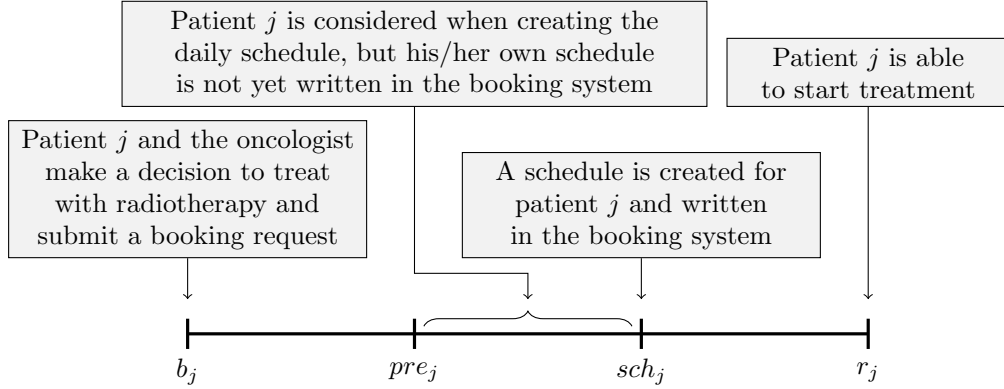 Patient j is considered when creating the
daily schedule, but his/her own schedule
is not yet written in the booking system
Patient j is able
to start treatment
Patient j and the oncologist
make a decision to treat
with radiotherapy and
submit a booking request
A schedule is created for
patient j and written
in the booking system
b_j
pre_j
sch_j
r_j